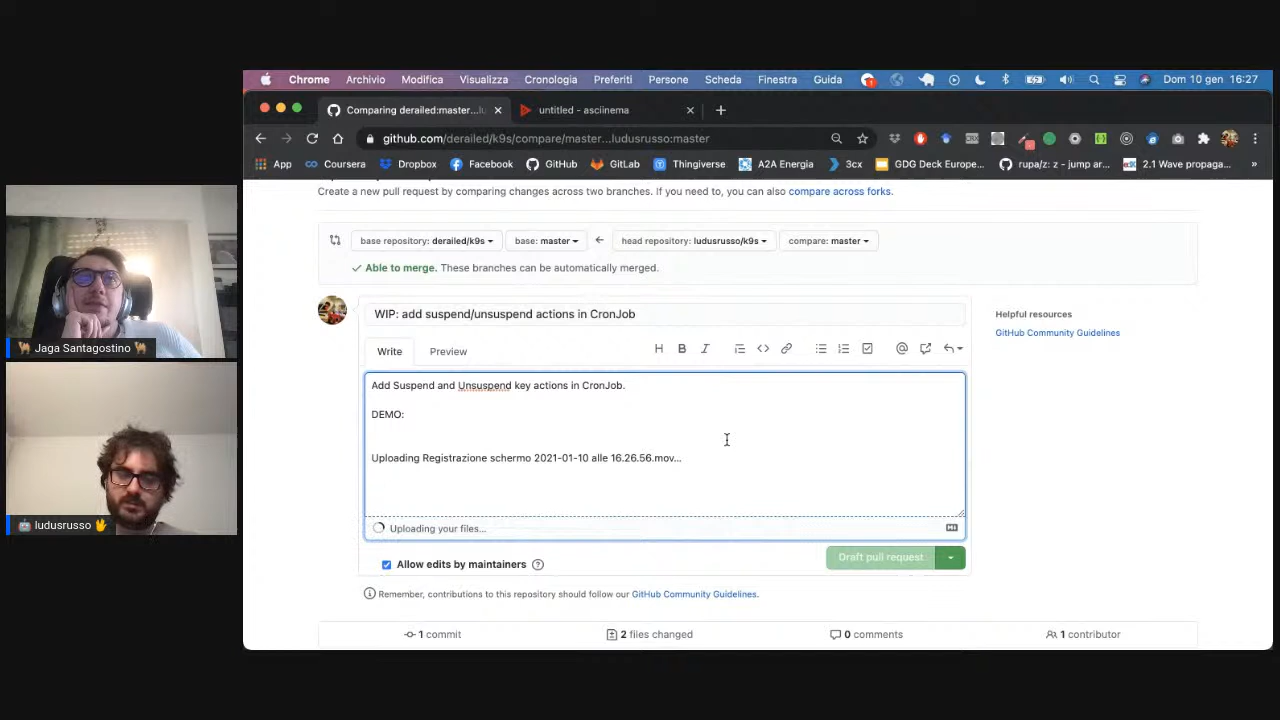 Chrome Archivio Modifica Visualizza Cronologia Preferiti Persone Scheda Finestra Guida Dom 10 gen 16:27
Comparing derailed:master...lu untitled - asciinema
github.com/derailed/k9s/compare/master...ludusrusso:master
App Coursera Dropbox Facebook GitHub GitLab Thingiverse A2A Energia 3cx GDG Deck Europe... rupa/z: z - jump ar... 2.1 Wave propaga... »
Create a new pull request by comparing changes across two branches. If you need to, you can also compare across forks.
base repository: derailed/k9s base: master head repository: ludusrusso/k9s compare: master
Able to merge. These branches can be automatically merged.
WIP: add suspend/unsuspend actions in CronJob
Helpful resources
GitHub Community Guidelines
Write Preview
Add Suspend and Unsuspend key actions in CronJob.
DEMO:
Uploading Registrazione schermo 2021-01-10 alle 16.26.56.mov...
Uploading your files...
Draft pull request
Allow edits by maintainers
Remember, contributions to this repository should follow our GitHub Community Guidelines.
1 commit 2 files changed 0 comments 1 contributor
Jaga Santagostino
ludusrusso